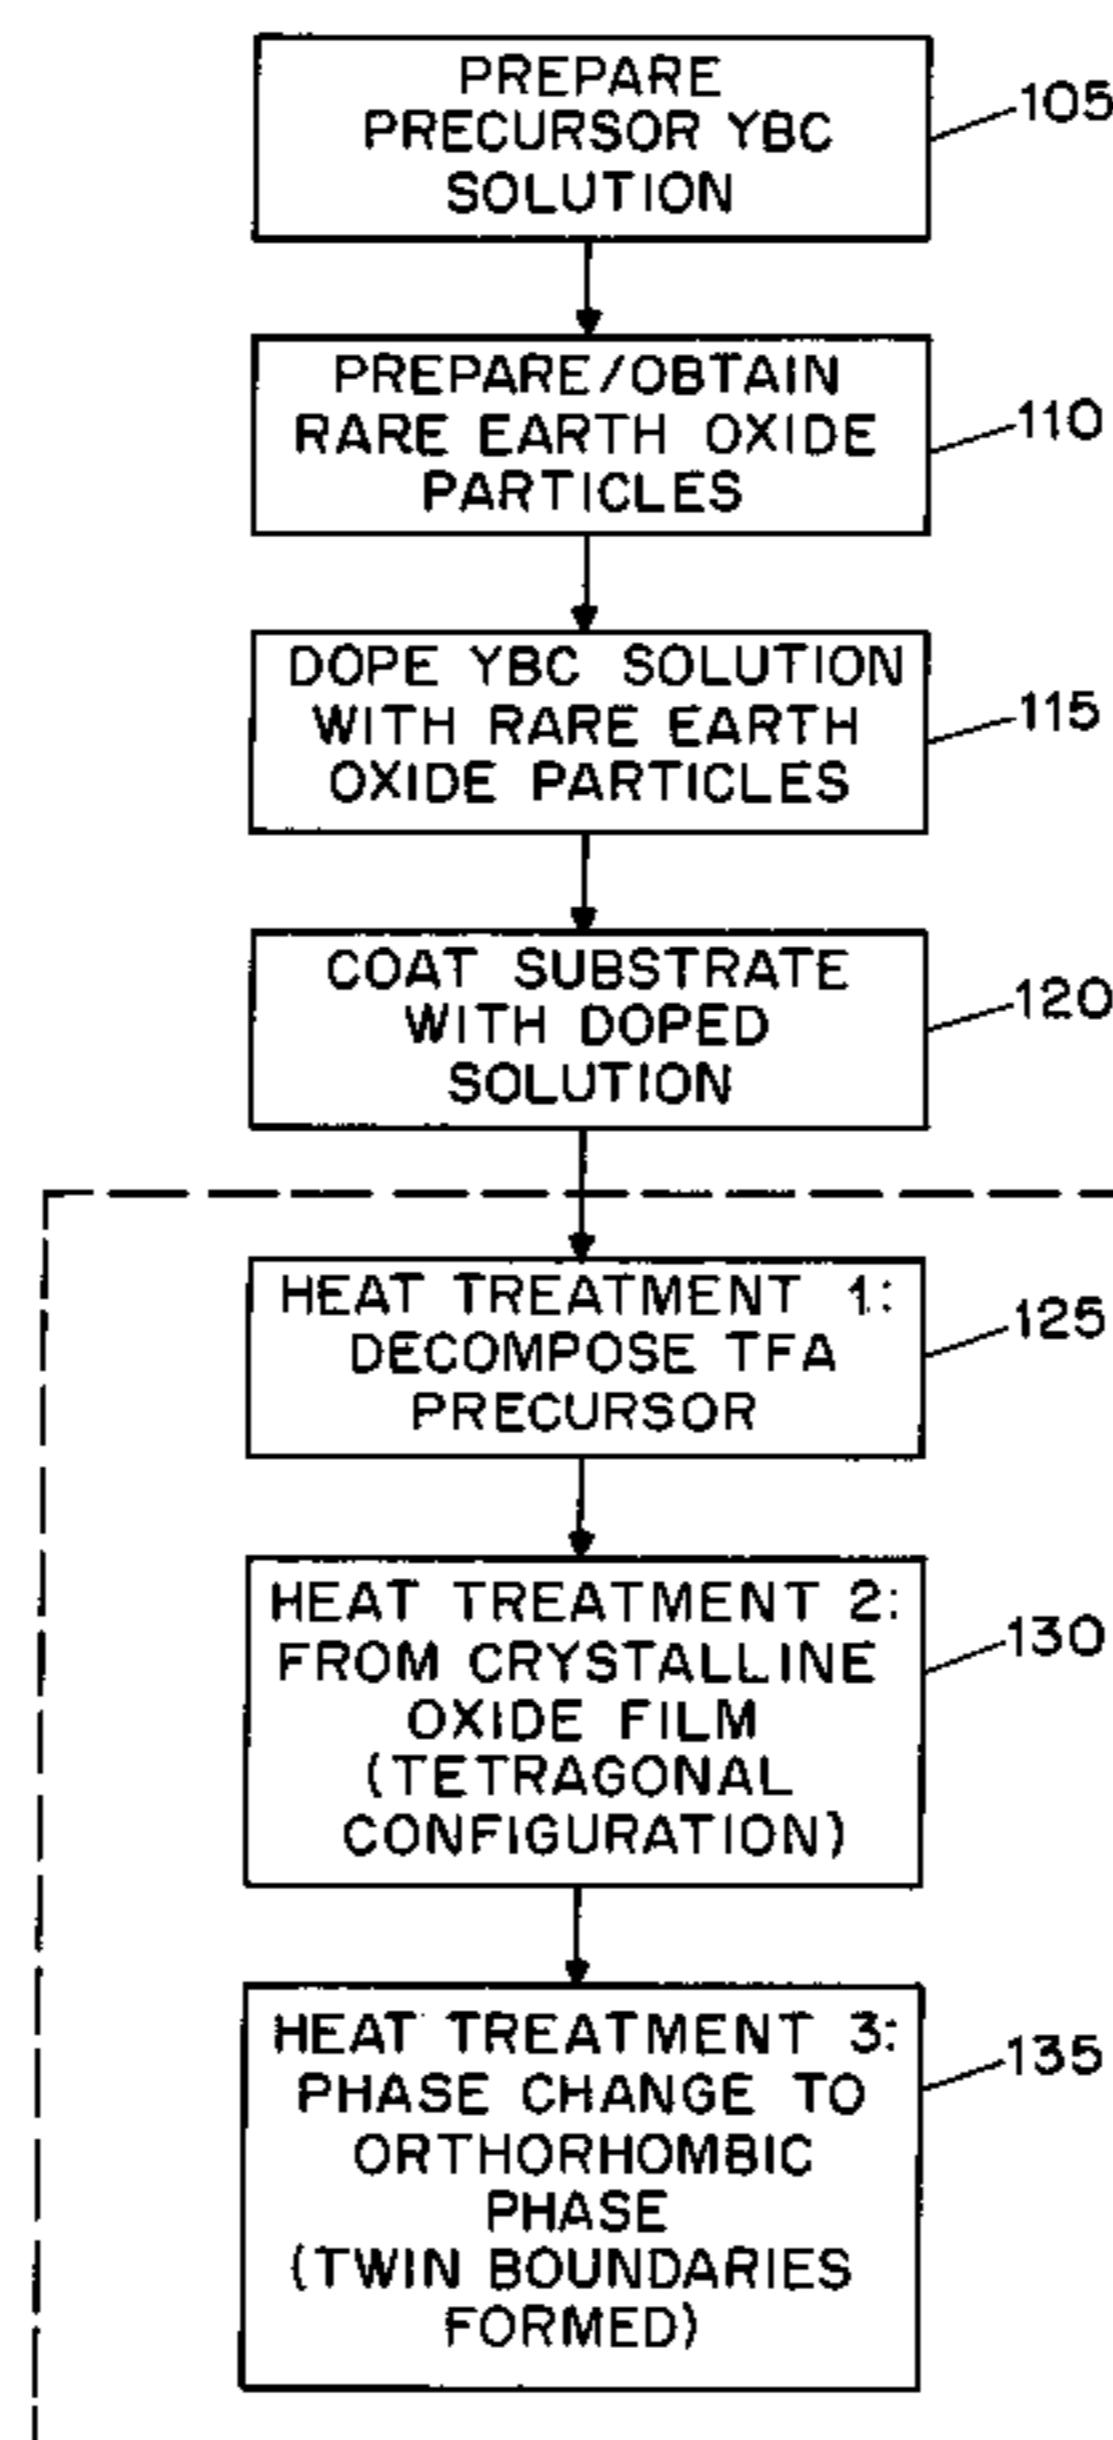 PREPARE
PRECURSOR YBC
SOLUTION
105
PREPARE/OBTAIN
RARE EARTH OXIDE
PARTICLES
110
DOPE YBC SOLUTION
WITH RARE EARTH
OXIDE PARTICLES
115
COAT SUBSTRATE
WITH DOPED
SOLUTION
120
HEAT TREATMENT 1:
DECOMPOSE TFA
PRECURSOR
125
HEAT TREATMENT 2:
FROM CRYSTALLINE
OXIDE FILM
(TETRAGONAL
CONFIGURATION)
130
HEAT TREATMENT 3:
PHASE CHANGE TO
ORTHORHOMBIC
PHASE
(TWIN BOUNDARIES
FORMED)
135